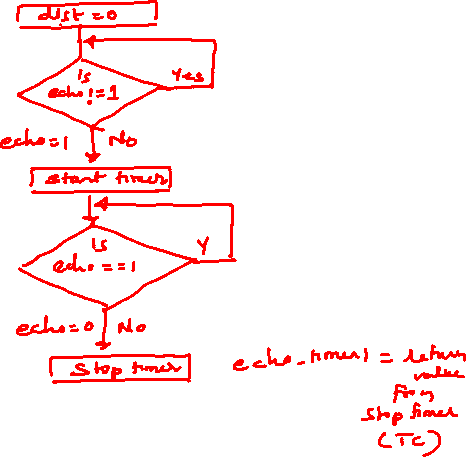 dist = 0
Is
echo != 1
Yes
echo = 1 No
start timer
Is
echo == 1
Y
echo = 0 No
Stop timer
echo_timer1 = return
value
from
stop timer
(TC)